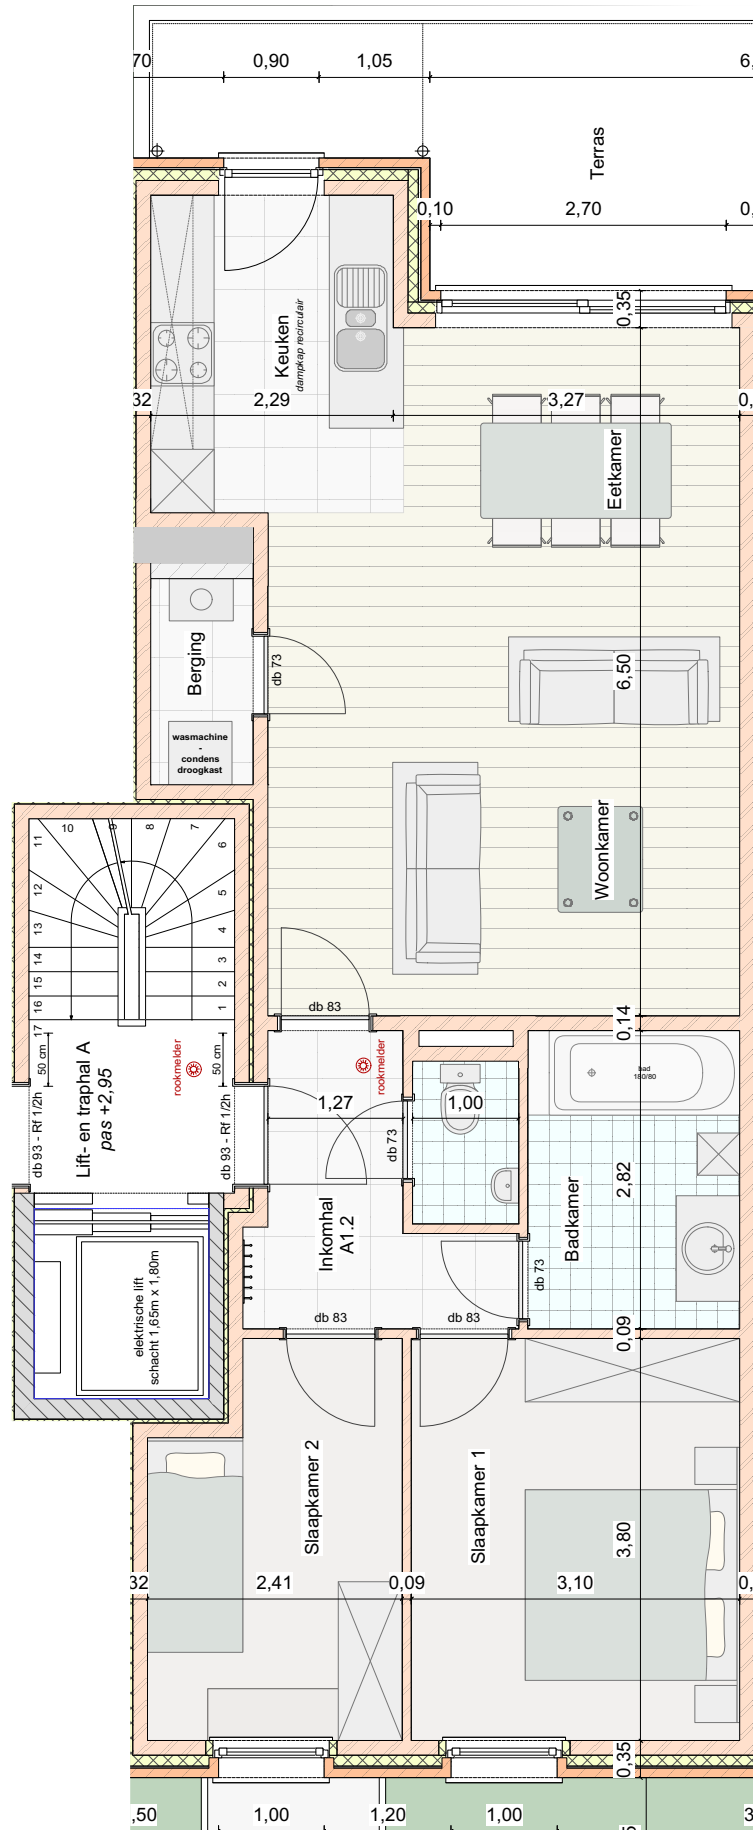 70
0,90
1,05
6,
Terras
0,10
2,70
0,
0,35
Keuken
dampkap recirculair
32
2,29
3,27
0,
Eetkamer
Berging
db 73
6,50
wasmachine
-
condens
droogkast
Woonkamer
11
10
9
8
7
6
12
5
13
4
14
3
15
2
16
1
17
50 cm
50 cm
db 83
0,14
rookmelder
rookmelder
Lift- en traphal A
pas +2,95
db 93 - Rf 1/2h
db 93 - Rf 1/2h
bad
180/80
1,27
1,00
db 73
2,82
Inkomhal
A1.2
Badkamer
db 73
elektrische lift
schacht 1,65m x 1,80m
db 83
db 83
0,09
Slaapkamer 2
Slaapkamer 1
3,80
32
2,41
0,09
3,10
0,
0,35
,50
1,00
1,20
1,00
3